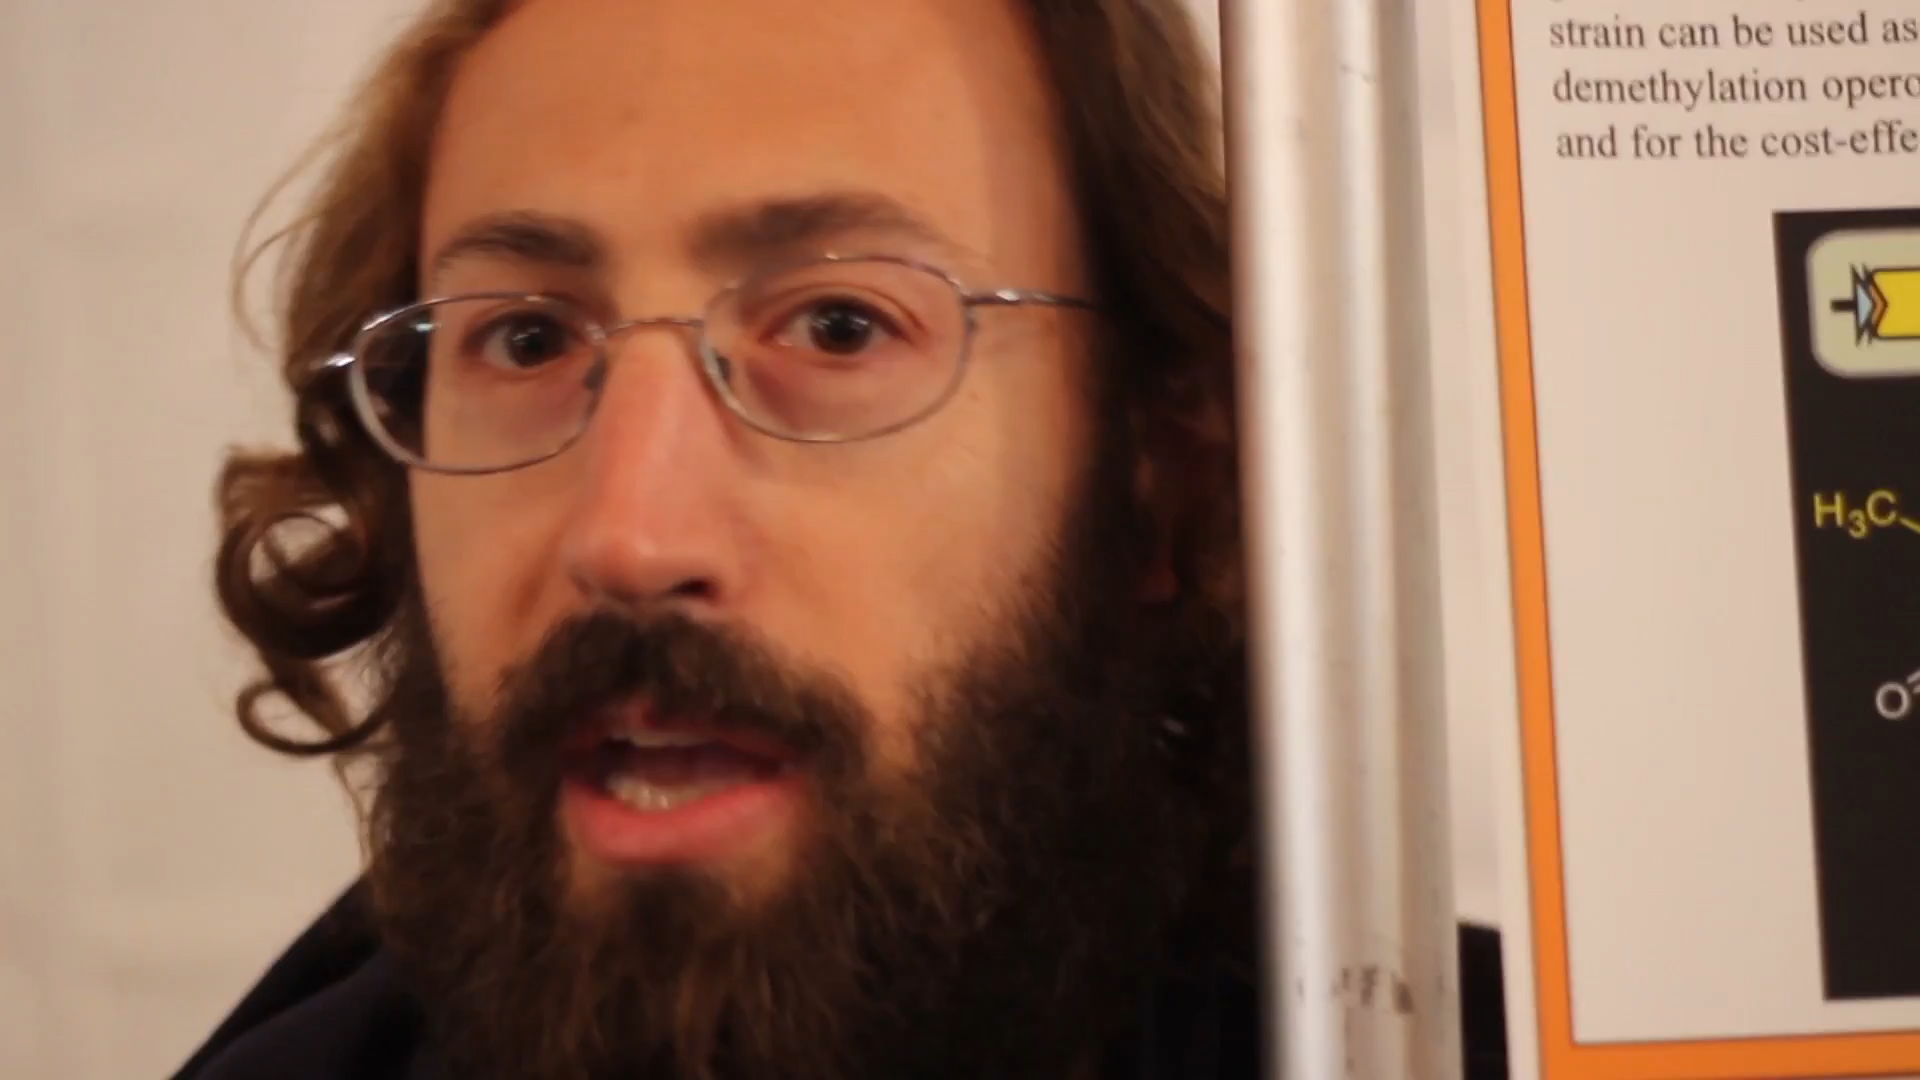 strain can be used as
demethylation opero
and for the cost-effe
H₃C
O